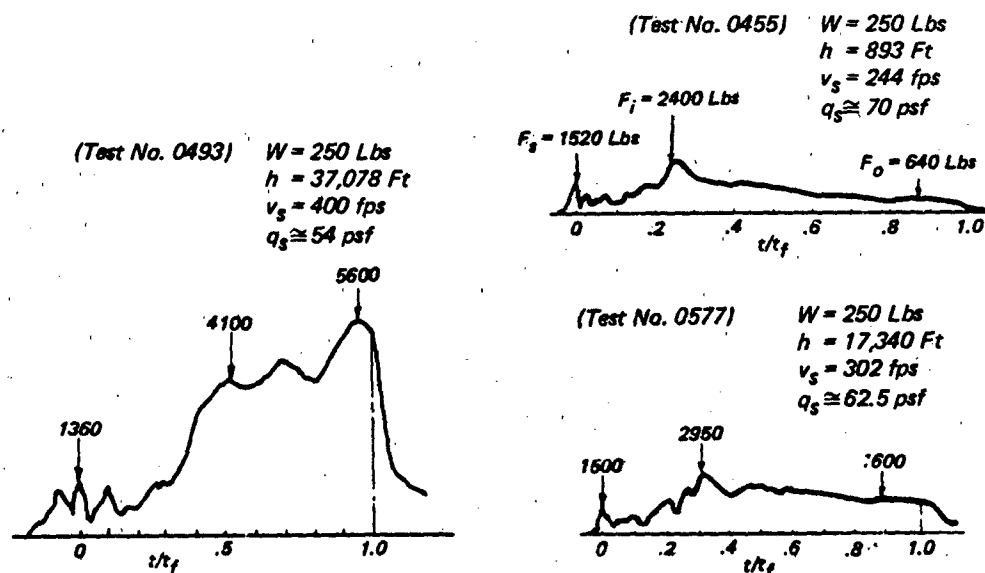 (Test No. 0493) W = 250 Lbs
h = 37,078 Ft
v_s = 400 fps
q_s ≅ 54 psf
5600
4100
1360
0 .5 1.0
t/t_f
(Test No. 0455) W = 250 Lbs
h = 893 Ft
v_s = 244 fps
q_s ≅ 70 psf
F_i = 2400 Lbs
F_s = 1520 Lbs
F_o = 640 Lbs
0 .2 .4 .6 .8 1.0
t/t_f
(Test No. 0577) W = 250 Lbs
h = 17,340 Ft
v_s = 302 fps
q_s ≅ 62.5 psf
2950
1500
0 .2 .4 .6 .8 1.0
t/t_f